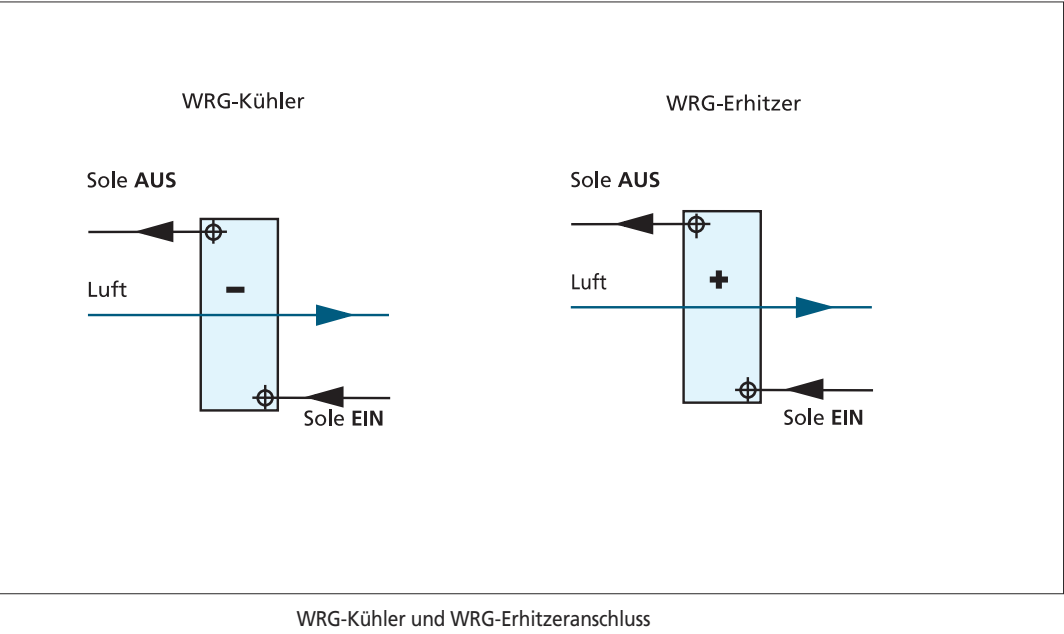 WRG-Kühler
Sole AUS
Luft
Sole EIN
WRG-Erhitzer
Sole AUS
Luft
Sole EIN
WRG-Kühler und WRG-Erhitzeranschluss